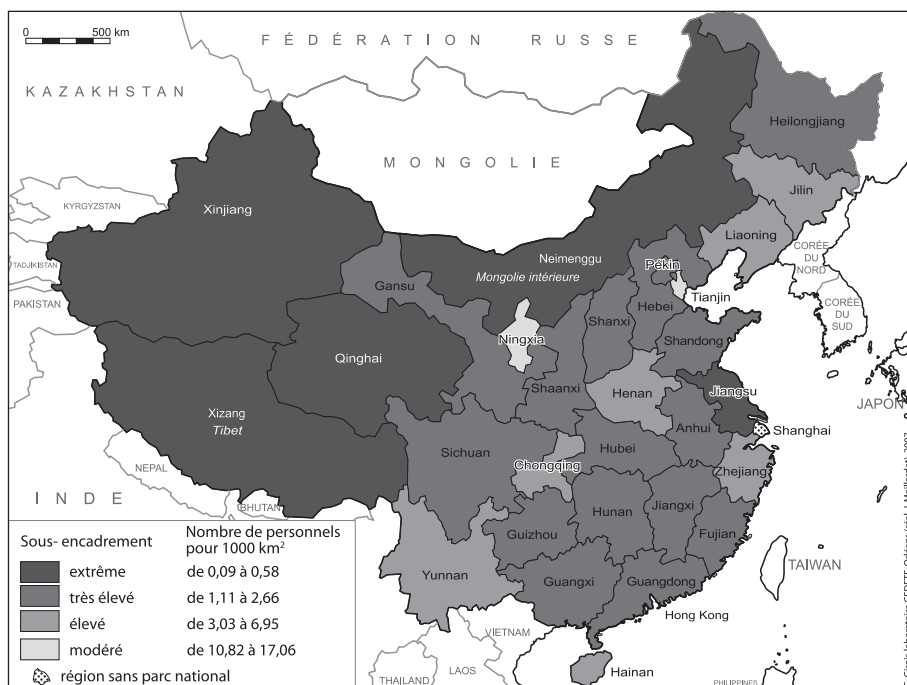 0 500 km
FÉDÉRATION RUSSE
KAZAKHSTAN
MONGOLIE
Heilongjiang
Jilin
KYRGYZSTAN
Xinjiang
Liaoning
TADJIKISTAN
Neimenggu
Mongolie intérieure
Pékin
CORÉE
DU
NORD
Gansu
PAKISTAN
Tianjin
Hebei
CORÉE
DU SUD
Shanxi
Ningxia
Shandong
Qinghai
Shaanxi
Henan
Jiangsu
JAPON
Xizang
Tibet
Anhui
Shanghai
Hubei
Sichuan
Chongqing
Zhejiang
NEPAL
INDE
BHUTAN
Hunan
Jiangxi
Guizhou
Fujian
Yunnan
Guangxi
Guangdong
TAIWAN
Hong Kong
VIETNAM
LAOS
THAILAND
Hainan
PHILIPPINES
Sous- encadrement Nombre de personnels
pour 1000 km²
extrême de 0,09 à 0,58
très élevé de 1,11 à 2,66
élevé de 3,03 à 6,95
modéré de 10,82 à 17,06
région sans parc national